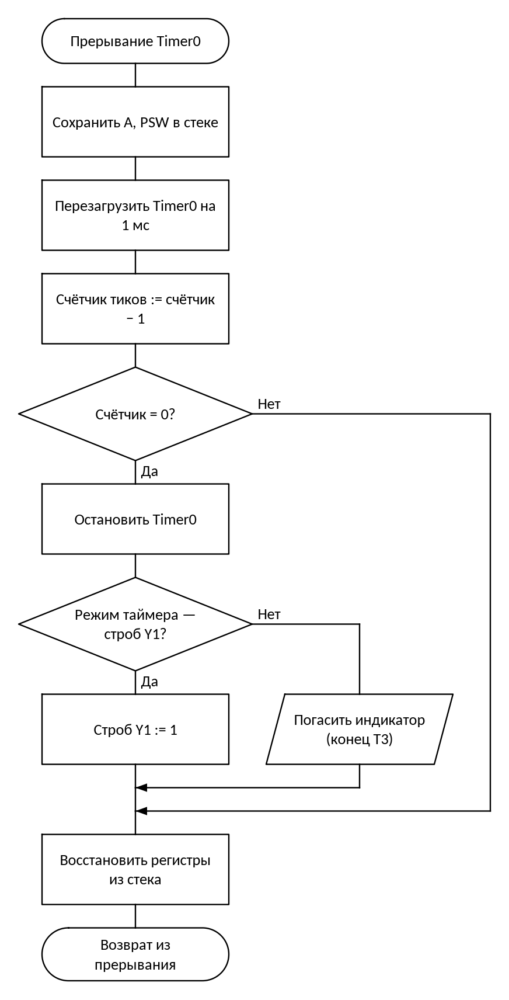 Прерывание Timer0
Сохранить A, PSW в стеке
Перезагрузить Timer0 на
1 мс
Счётчик тиков := счётчик
− 1
Счётчик = 0?
Нет
Да
Остановить Timer0
Режим таймера —
строб Y1?
Нет
Да
Строб Y1 := 1
Погасить индикатор
(конец T3)
Восстановить регистры
из стека
Возврат из
прерывания